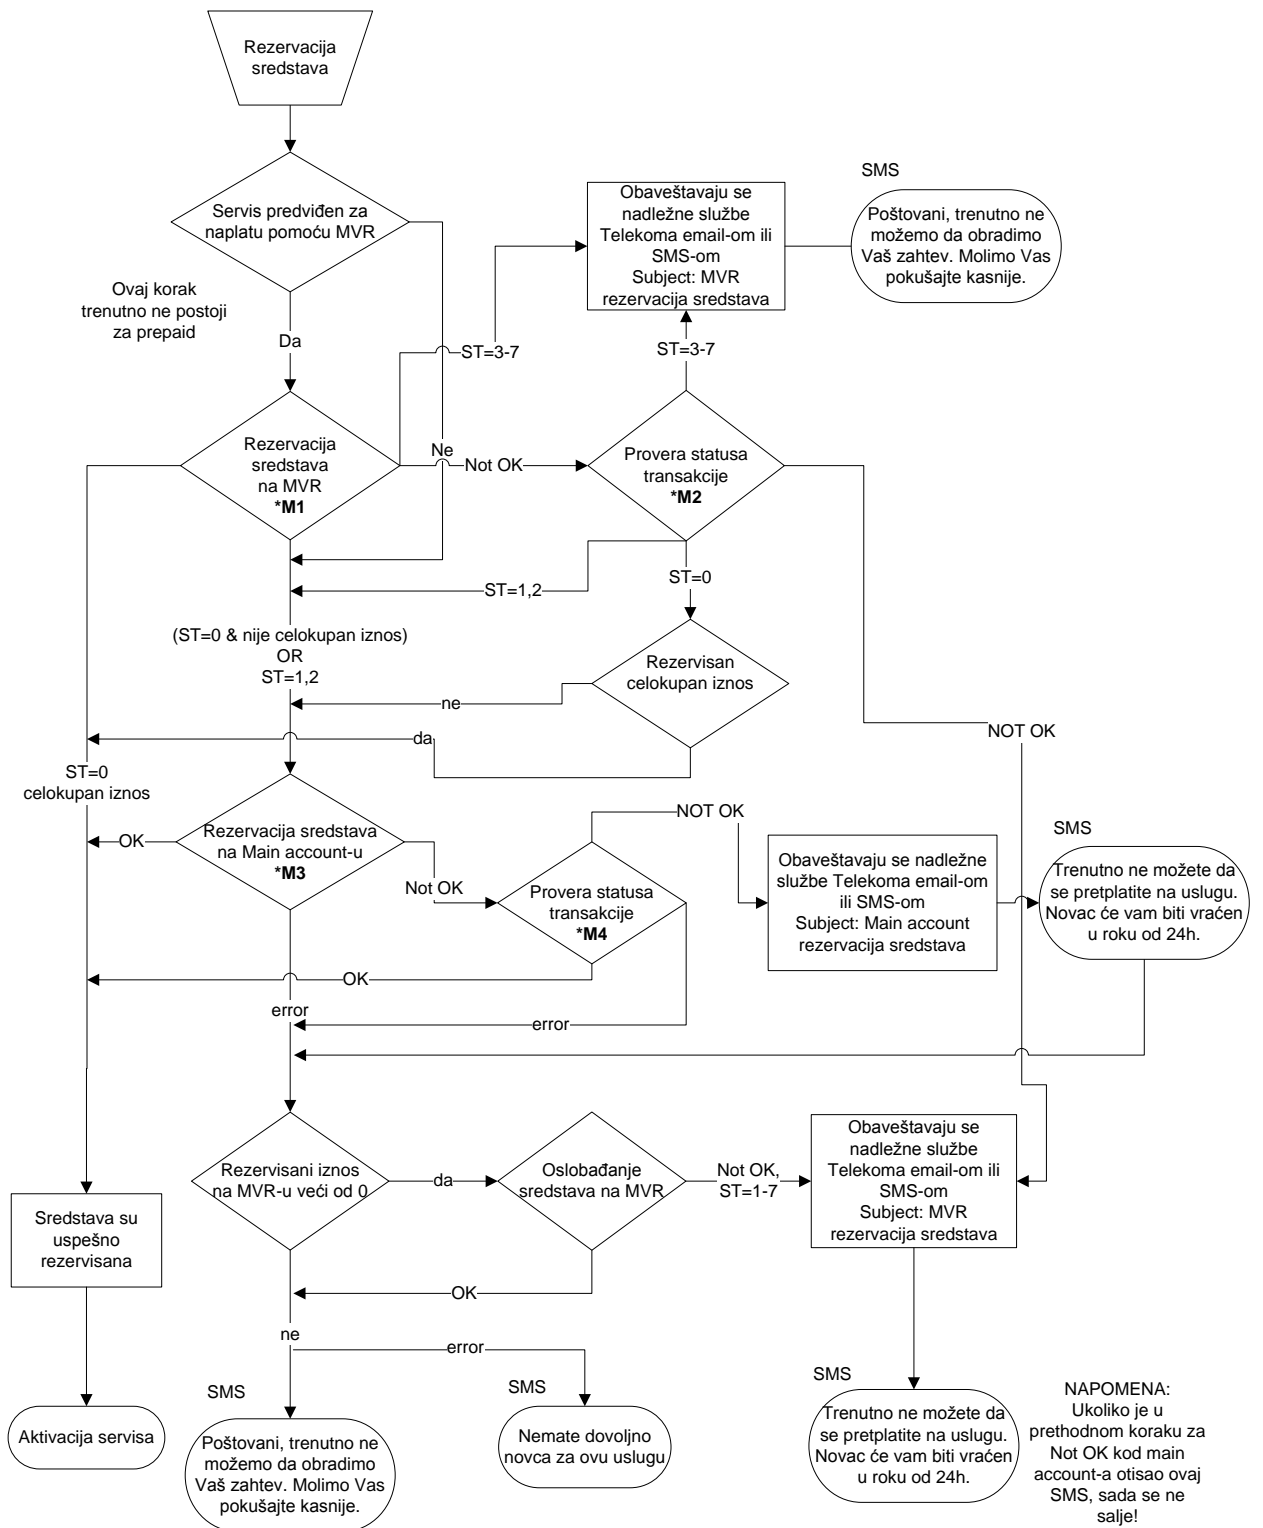 Rezervacija
sredstava
Servis predviđen za
naplatu pomoću MVR
Ovaj korak
trenutno ne postoji
za prepaid
Da
Ne
Obaveštavaju se
nadležne službe
Telekoma email-om ili
SMS-om
Subject: MVR
rezervacija sredstava
SMS
Poštovani, trenutno ne
možemo da obradimo
Vaš zahtev. Molimo Vas
pokušajte kasnije.
ST=3-7
ST=3-7
Rezervacija
sredstava
na MVR
*M1
Not OK
Provera statusa
transakcije
*M2
ST=1,2
ST=0
(ST=0 & nije celokupan iznos)
OR
ST=1,2
Rezervisan
celokupan iznos
ne
da
NOT OK
ST=0
celokupan iznos
OK
Rezervacija sredstava
na Main account-u
*M3
Not OK
Provera statusa
transakcije
*M4
NOT OK
Obaveštavaju se nadležne
službe Telekoma email-om
ili SMS-om
Subject: Main account
rezervacija sredstava
SMS
Trenutno ne možete da
se pretplatite na uslugu.
Novac će vam biti vraćen
u roku od 24h.
OK
error
error
Rezervisani iznos
na MVR-u veći od 0
da
Oslobađanje
sredstava na MVR
Not OK,
ST=1-7
Obaveštavaju se
nadležne službe
Telekoma email-om ili
SMS-om
Subject: MVR
rezervacija sredstava
Sredstava su
uspešno
rezervisana
OK
ne
error
Aktivacija servisa
SMS
Poštovani, trenutno ne
možemo da obradimo
Vaš zahtev. Molimo Vas
pokušajte kasnije.
SMS
Nemate dovoljno
novca za ovu uslugu
SMS
Trenutno ne možete da
se pretplatite na uslugu.
Novac će vam biti vraćen
u roku od 24h.
NAPOMENA:
Ukoliko je u
prethodnom koraku za
Not OK kod main
account-a otisao ovaj
SMS, sada se ne
salje!